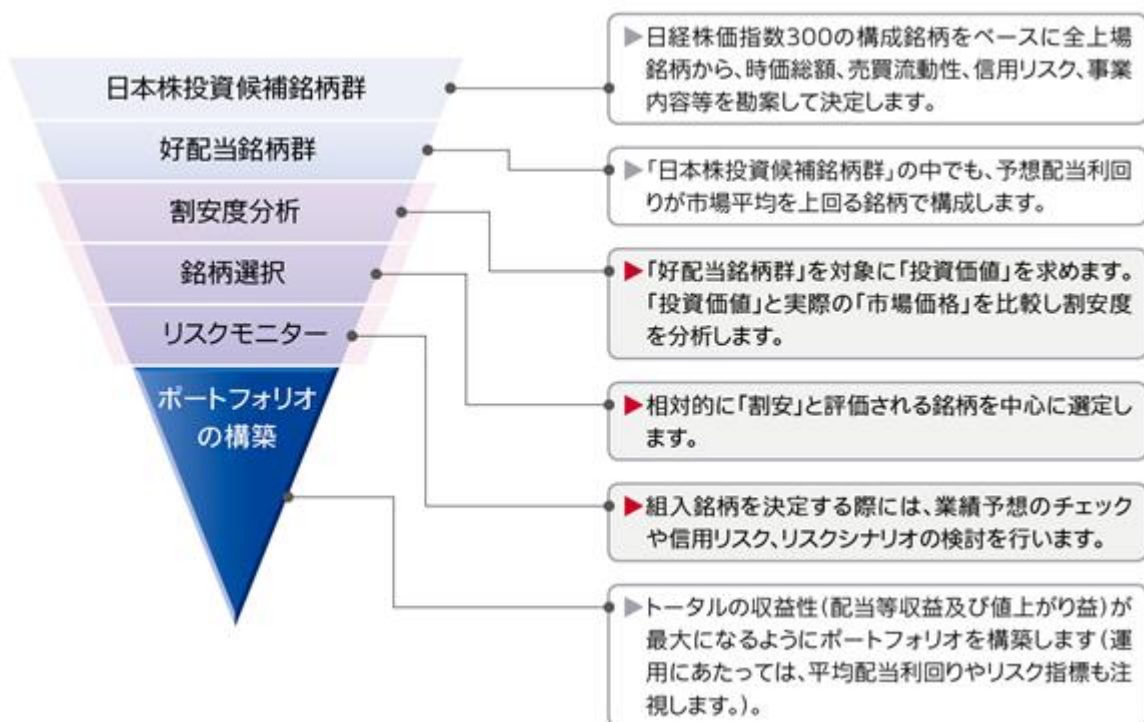 日本株投資候補銘柄群
▶日経株価指数300の構成銘柄をベースに全上場
銘柄から、時価総額、売買流動性、信用リスク、事業
内容等を勘案して決定します。
好配当銘柄群
▶「日本株投資候補銘柄群」の中でも、予想配当利回
りが市場平均を上回る銘柄で構成します。
割安度分析
▶「好配当銘柄群」を対象に「投資価値」を求めます。
「投資価値」と実際の「市場価格」を比較し割安度
を分析します。
銘柄選択
▶相対的に「割安」と評価される銘柄を中心に選定し
ます。
リスクモニター
▶組入銘柄を決定する際には、業績予想のチェック
や信用リスク、リスクシナリオの検討を行います。
ポートフォリオ
の構築
▶トータルの収益性(配当等収益及び値上がり益)が
最大になるようにポートフォリオを構築します(運
用にあたっては、平均配当利回りやリスク指標も注
視します。)。